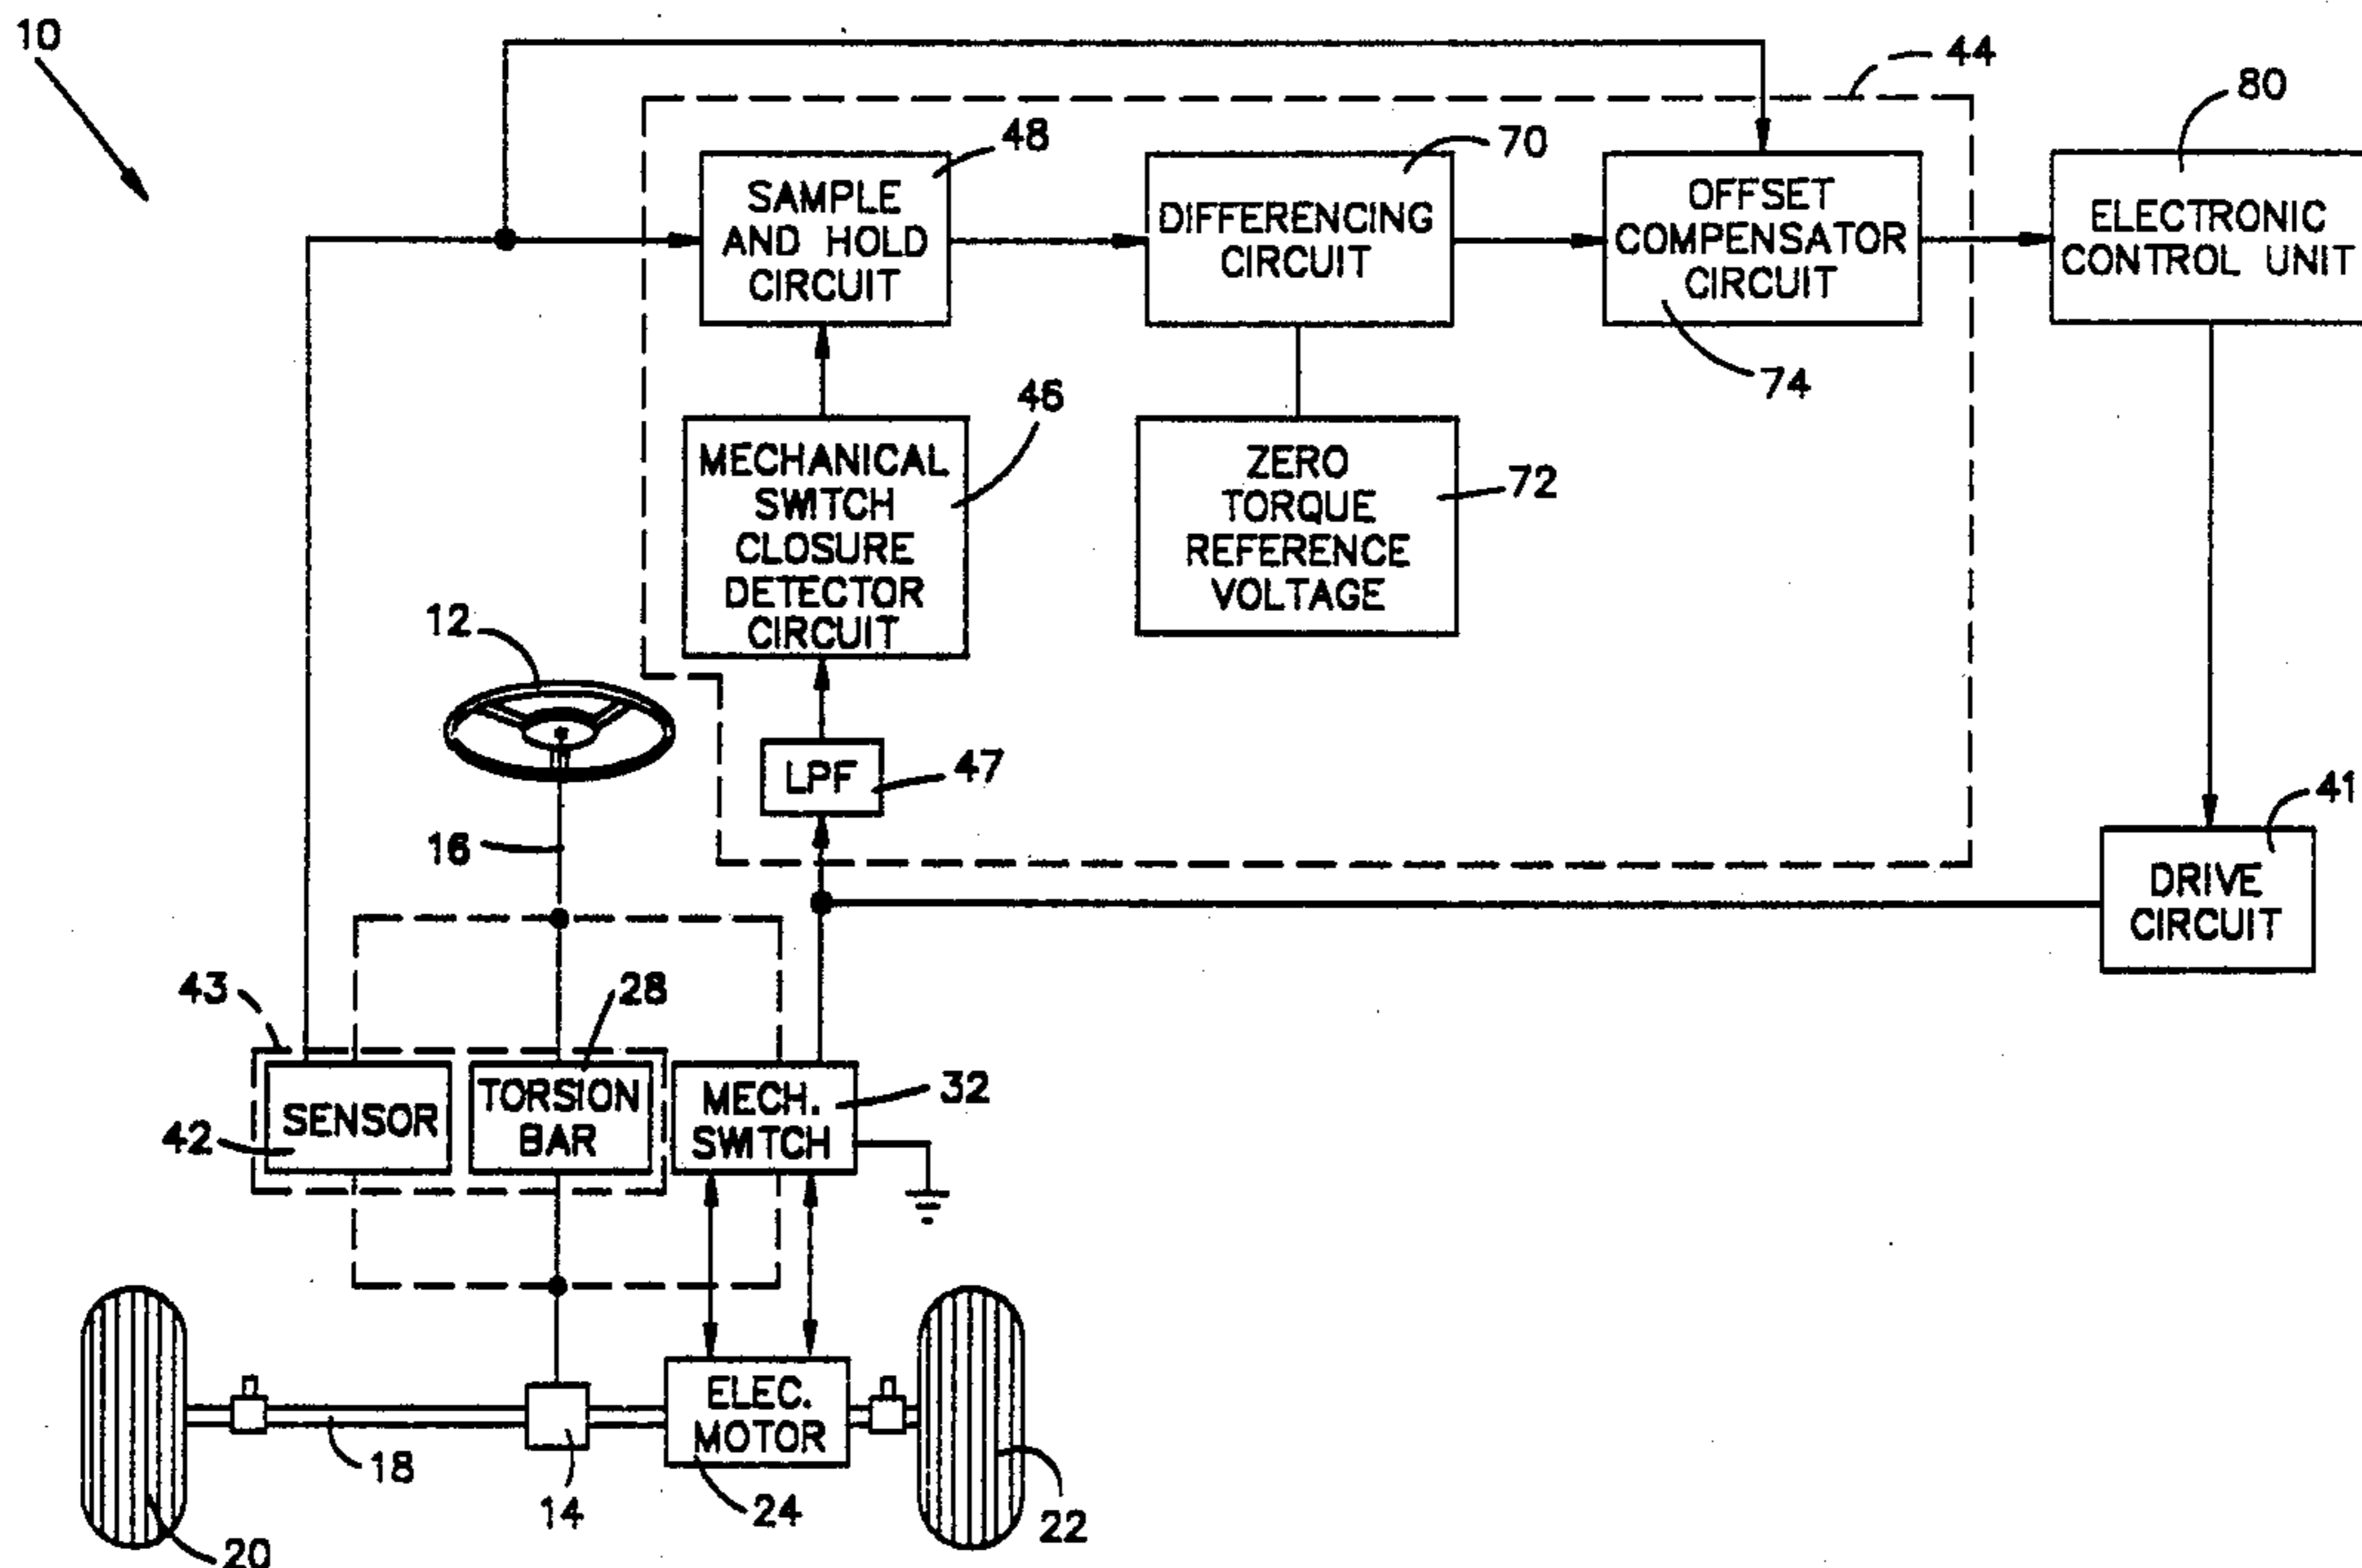 10
44
80
48
70
SAMPLE
AND HOLD
CIRCUIT
DIFFERENCING
CIRCUIT
OFFSET
COMPENSATOR
CIRCUIT
ELECTRONIC
CONTROL UNIT
74
46
MECHANICAL
SWITCH
CLOSURE
DETECTOR
CIRCUIT
ZERO
TORQUE
REFERENCE
VOLTAGE
72
12
LPF
47
41
16
DRIVE
CIRCUIT
43
28
SENSOR
42
TORSION
BAR
MECH.
SWITCH
32
ELEC.
MOTOR
18
14
24
22
20